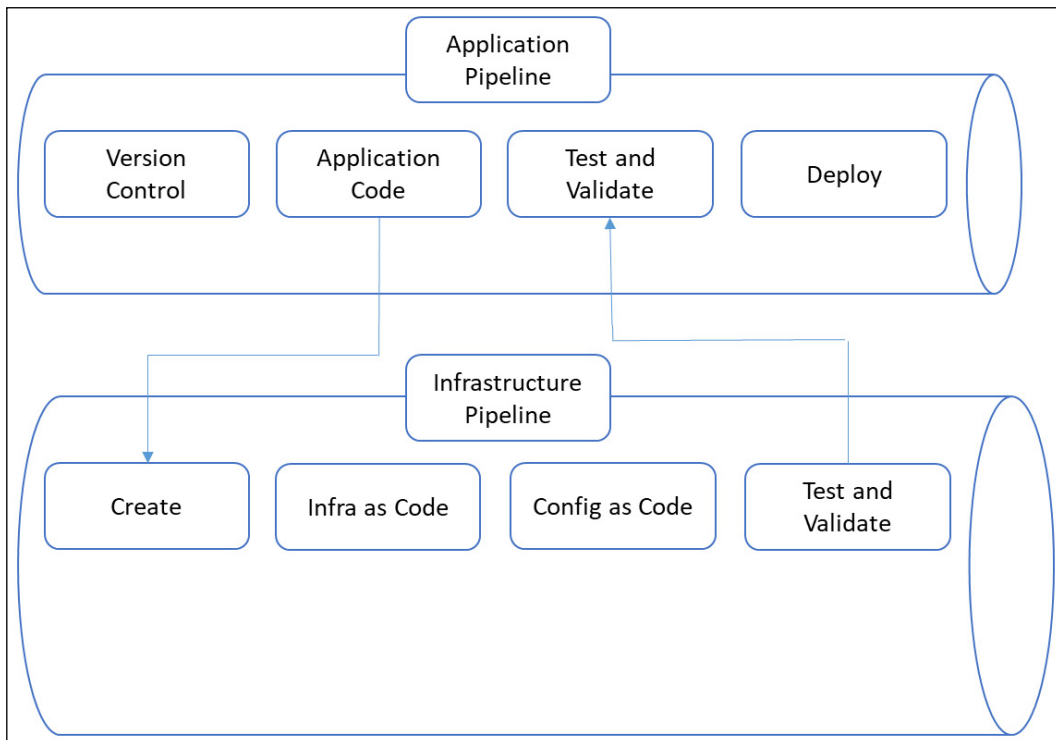 Application
Pipeline
Version
Control
Application
Code
Test and
Validate
Deploy
Infrastructure
Pipeline
Create
Infra as Code
Config as Code
Test and
Validate